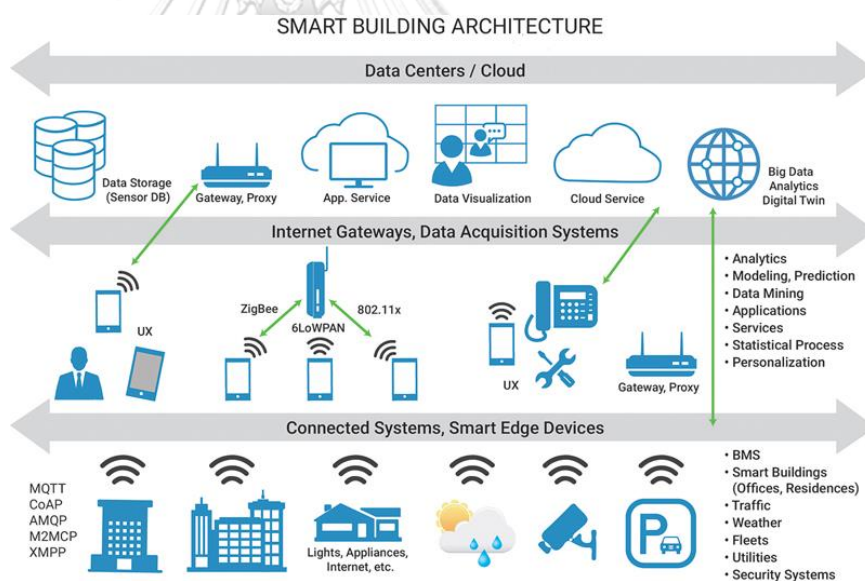 SMART BUILDING ARCHITECTURE
Data Centers / Cloud
Data Storage
(Sensor DB)
Gateway, Proxy
App. Service
Data Visualization
Cloud Service
Big Data
Analytics
Digital Twin
Internet Gateways, Data Acquisition Systems
UX
ZigBee
802.11x
6LoWPAN
UX
Gateway, Proxy
• Analytics
• Modeling, Prediction
• Data Mining
• Applications
• Services
• Statistical Process
• Personalization
Connected Systems, Smart Edge Devices
MQTT
CoAP
AMQP
M2MCP
XMPP
Lights, Appliances,
Internet, etc.
P
• BMS
• Smart Buildings
(Offices, Residences)
• Traffic
• Weather
• Fleets
• Utilities
• Security Systems